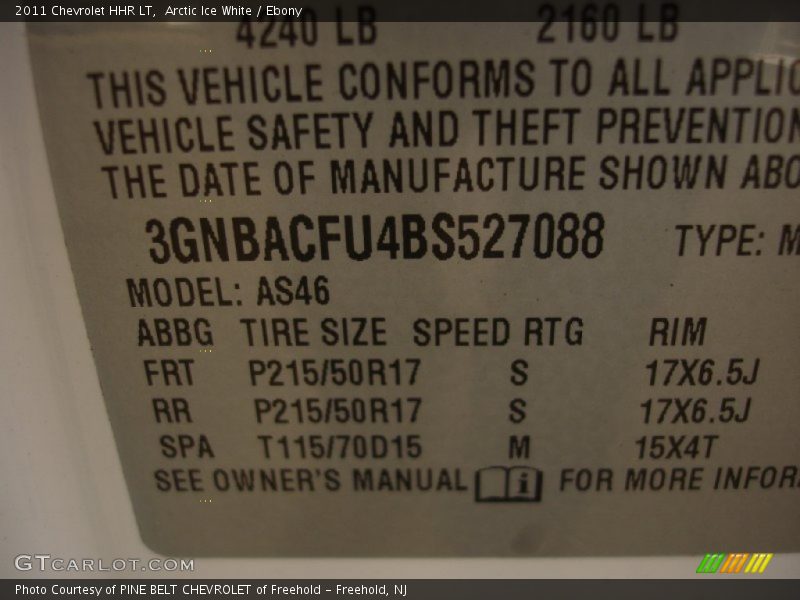 2011 Chevrolet HHR LT, Arctic Ice White / Ebony
4240 LB 2160 LB
THIS VEHICLE CONFORMS TO ALL APPLIC
VEHICLE SAFETY AND THEFT PREVENTION
THE DATE OF MANUFACTURE SHOWN ABO
3GNBACFU4BS527088 TYPE: M
MODEL: AS46
ABBG TIRE SIZE SPEED RTG RIM
FRT P215/50R17 S 17X6.5J
RR P215/50R17 S 17X6.5J
SPA T115/70D15 M 15X4T
SEE OWNER'S MANUAL i FOR MORE INFOR
GTCARLOT.COM
Photo Courtesy of PINE BELT CHEVROLET of Freehold - Freehold, NJ